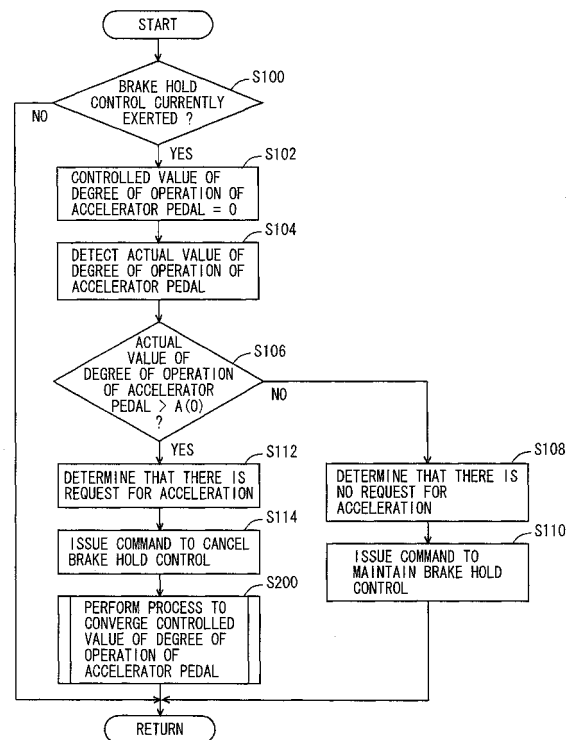 START
S100
BRAKE HOLD
CONTROL CURRENTLY
EXERTED ?
NO
YES
S102
CONTROLLED VALUE OF
DEGREE OF OPERATION OF
ACCELERATOR PEDAL = 0
S104
DETECT ACTUAL VALUE OF
DEGREE OF OPERATION OF
ACCELERATOR PEDAL
S106
ACTUAL
VALUE OF
DEGREE OF OPERATION
OF ACCELERATOR
PEDAL > A(0)
?
NO
YES
S112
DETERMINE THAT THERE IS
REQUEST FOR ACCELERATION
S108
DETERMINE THAT THERE IS
NO REQUEST FOR
ACCELERATION
S114
ISSUE COMMAND TO CANCEL
BRAKE HOLD CONTROL
S110
ISSUE COMMAND TO
MAINTAIN BRAKE HOLD
CONTROL
S200
PERFORM PROCESS TO
CONVERGE CONTROLLED
VALUE OF DEGREE OF
OPERATION OF
ACCELERATOR PEDAL
RETURN